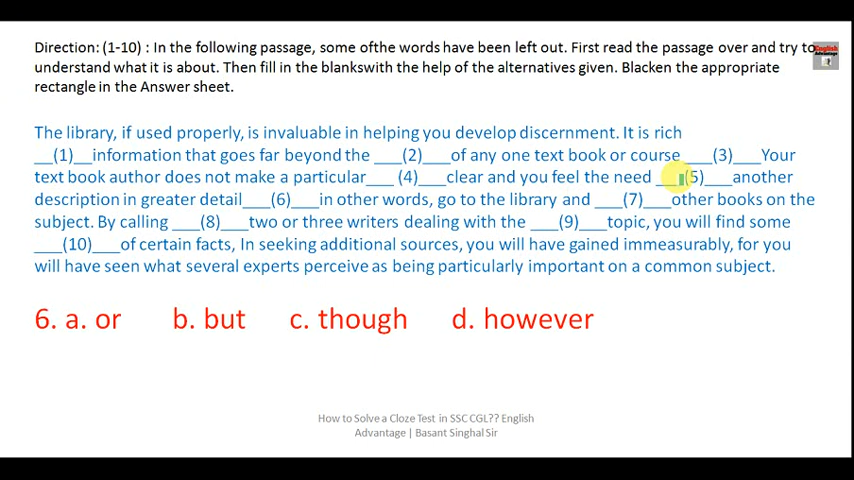 Direction: (1-10) : In the following passage, some ofthe words have been left out. First read the passage over and try to
understand what it is about. Then fill in the blankswith the help of the alternatives given. Blacken the appropriate
rectangle in the Answer sheet.
English
Advantage
The library, if used properly, is invaluable in helping you develop discernment. It is rich
__(1)__information that goes far beyond the ___(2)___of any one text book or course ___(3)___Your
text book author does not make a particular___ (4)___clear and you feel the need ___(5)___another
description in greater detail___(6)___in other words, go to the library and ___(7)___other books on the
subject. By calling ___(8)___two or three writers dealing with the ___(9)___topic, you will find some
___(10)___of certain facts, In seeking additional sources, you will have gained immeasurably, for you
will have seen what several experts perceive as being particularly important on a common subject.
6. a. or b. but c. though d. however
How to Solve a Cloze Test in SSC CGL?? English
Advantage | Basant Singhal Sir